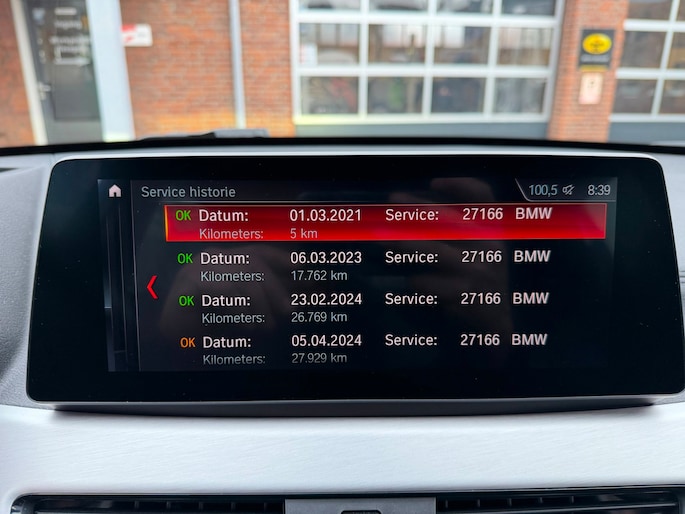 Service historie
100,5
8:39
OK Datum: 01.03.2021 Service: 27166 BMW
Kilometers: 5 km
OK Datum: 06.03.2023 Service: 27166 BMW
Kilometers: 17.762 km
OK Datum: 23.02.2024 Service: 27166 BMW
Kilometers: 26.769 km
OK Datum: 05.04.2024 Service: 27166 BMW
Kilometers: 27.929 km